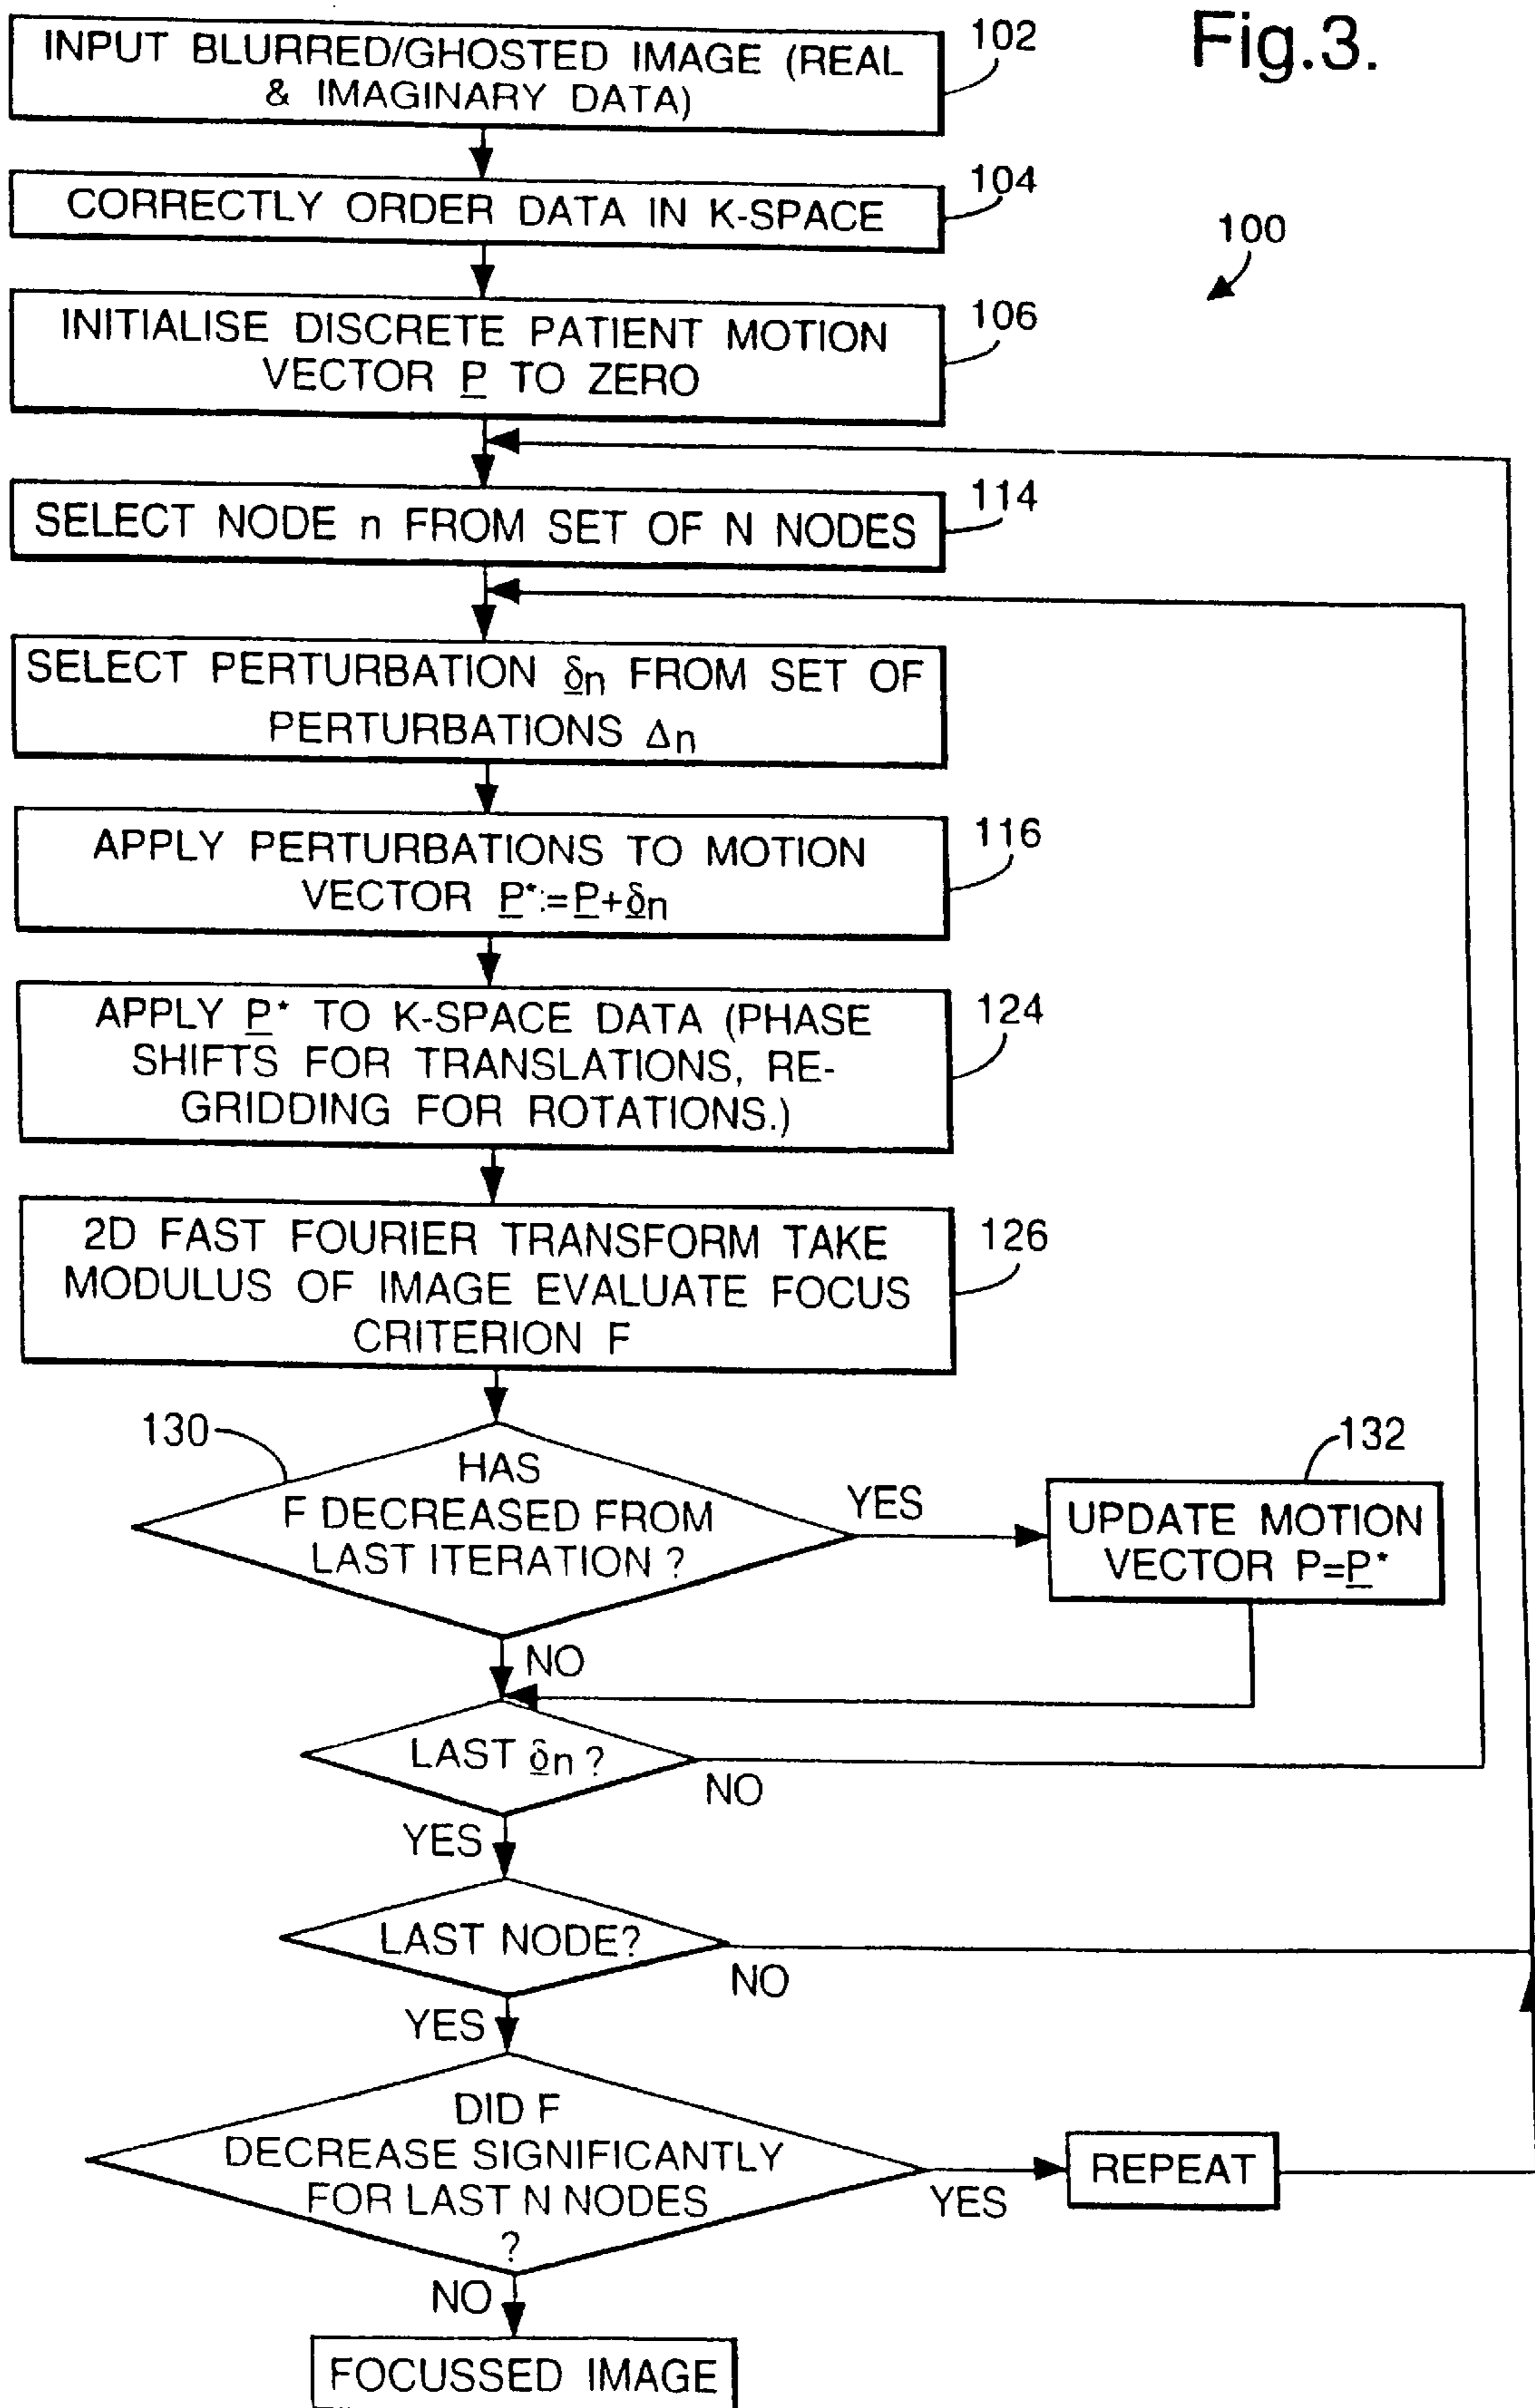 Fig.3.
INPUT BLURRED/GHOSTED IMAGE (REAL
& IMAGINARY DATA)
102
CORRECTLY ORDER DATA IN K-SPACE
104
100
INITIALISE DISCRETE PATIENT MOTION
VECTOR P TO ZERO
106
SELECT NODE n FROM SET OF N NODES
114
SELECT PERTURBATION δn FROM SET OF
PERTURBATIONS Δn
APPLY PERTURBATIONS TO MOTION
VECTOR P*:=P+δn
116
APPLY P* TO K-SPACE DATA (PHASE
SHIFTS FOR TRANSLATIONS, RE-
GRIDDING FOR ROTATIONS.)
124
2D FAST FOURIER TRANSFORM TAKE
MODULUS OF IMAGE EVALUATE FOCUS
CRITERION F
126
130
HAS
F DECREASED FROM
LAST ITERATION ?
YES
132
UPDATE MOTION
VECTOR P=P*
NO
LAST δn ?
NO
YES
LAST NODE?
NO
YES
DID F
DECREASE SIGNIFICANTLY
FOR LAST N NODES
?
YES
REPEAT
NO
FOCUSSED IMAGE